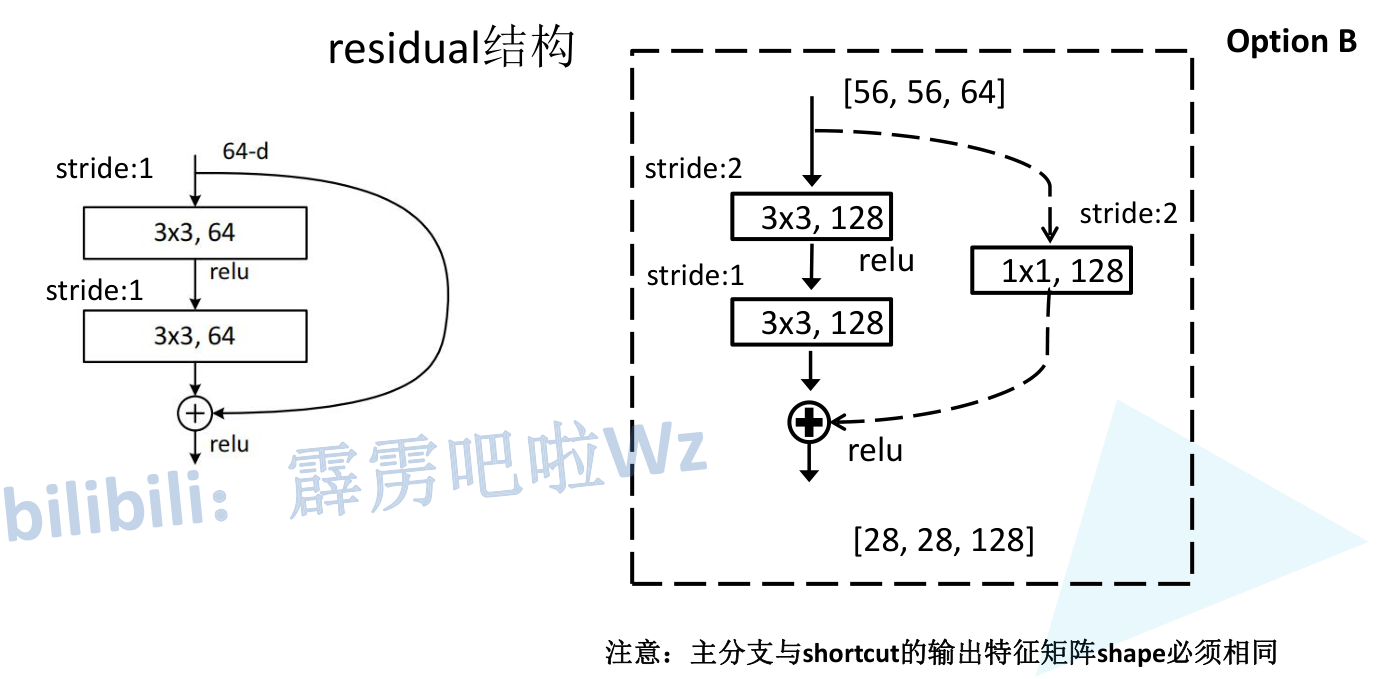 residual结构
Option B
64-d
stride:1
3x3, 64
relu
stride:1
3x3, 64
relu
[56, 56, 64]
stride:2
3x3, 128
relu
stride:1
3x3, 128
stride:2
1x1, 128
relu
[28, 28, 128]
bilibili：霹雳吧啦Wz
注意：主分支与shortcut的输出特征矩阵shape必须相同